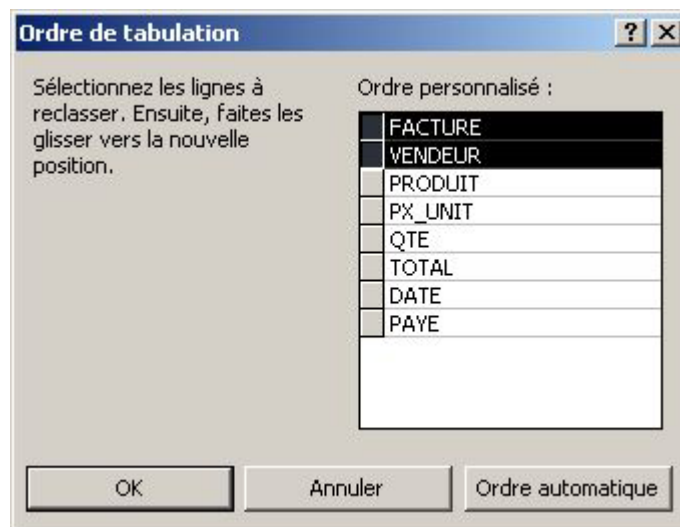 Ordre de tabulation
Sélectionnez les lignes à
reclasser. Ensuite, faites les
glisser vers la nouvelle
position.
Ordre personnalisé :
FACTURE
VENDEUR
PRODUIT
PX_UNIT
QTE
TOTAL
DATE
PAYE
OK
Annuler
Ordre automatique